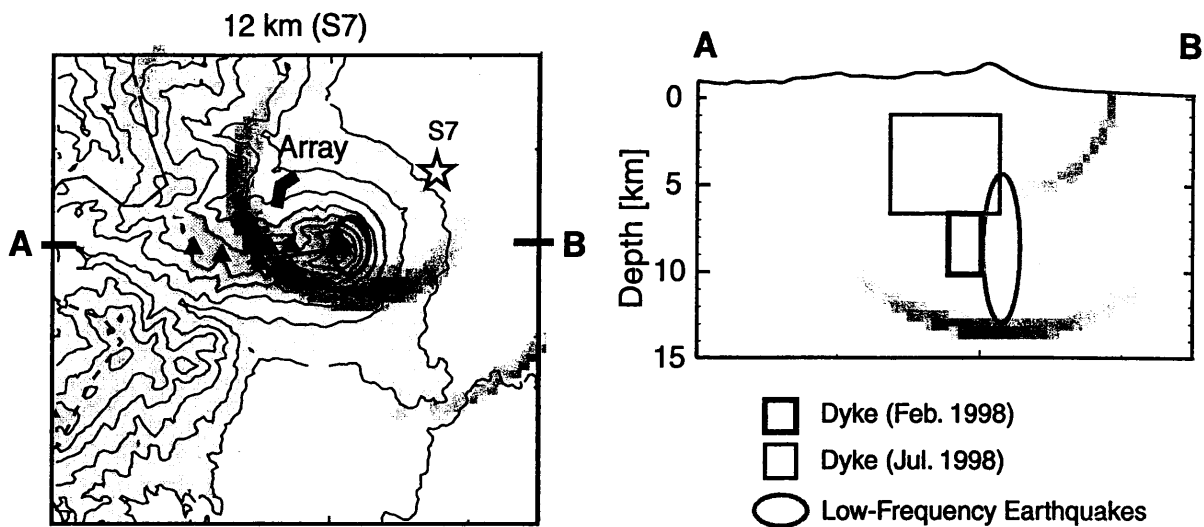 12 km (S7)
Array
S7
A
B
A
B
Depth [km]
0
5
10
15
Dyke (Feb. 1998)
Dyke (Jul. 1998)
Low-Frequency Earthquakes